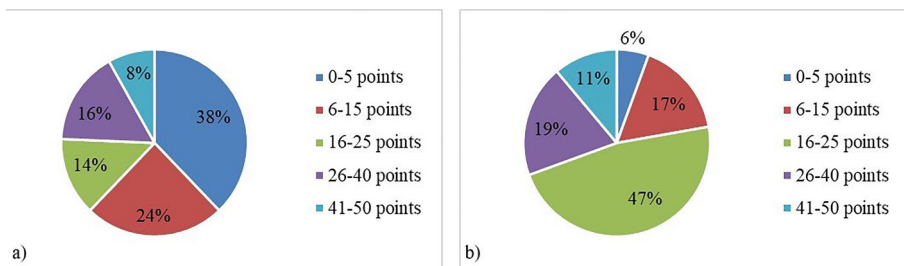 8%
38%
16%
14%
24%
0-5 points
6-15 points
16-25 points
26-40 points
41-50 points
a)
6%
11%
17%
19%
47%
0-5 points
6-15 points
16-25 points
26-40 points
41-50 points
b)